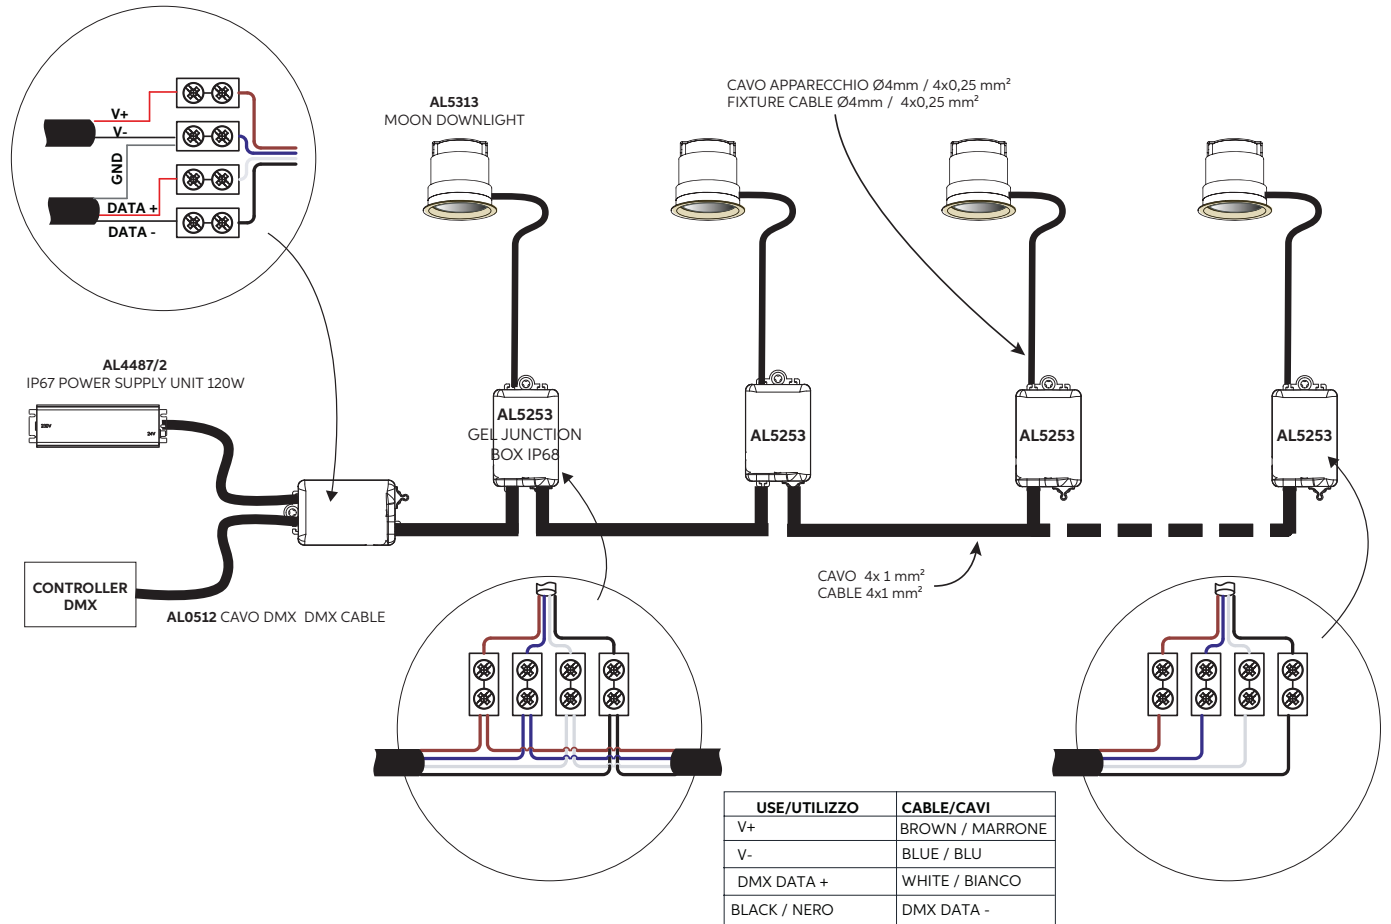 V+
V-
GND
DATA +
DATA -
AL5313
MOON DOWNLIGHT
CAVO APPARECCHIO Ø4mm / 4x0,25 mm²
FIXTURE CABLE Ø4mm / 4x0,25 mm²
AL4487/2
IP67 POWER SUPPLY UNIT 120W
230V
24V
AL5253
GEL JUNCTION
BOX IP68
AL5253
AL5253
AL5253
CONTROLLER
DMX
AL0512 CAVO DMX DMX CABLE
CAVO 4x 1 mm²
CABLE 4x1 mm²
USE/UTILIZZO CABLE/CAVI
V+ BROWN / MARRONE
V- BLUE / BLU
DMX DATA + WHITE / BIANCO
BLACK / NERO DMX DATA -